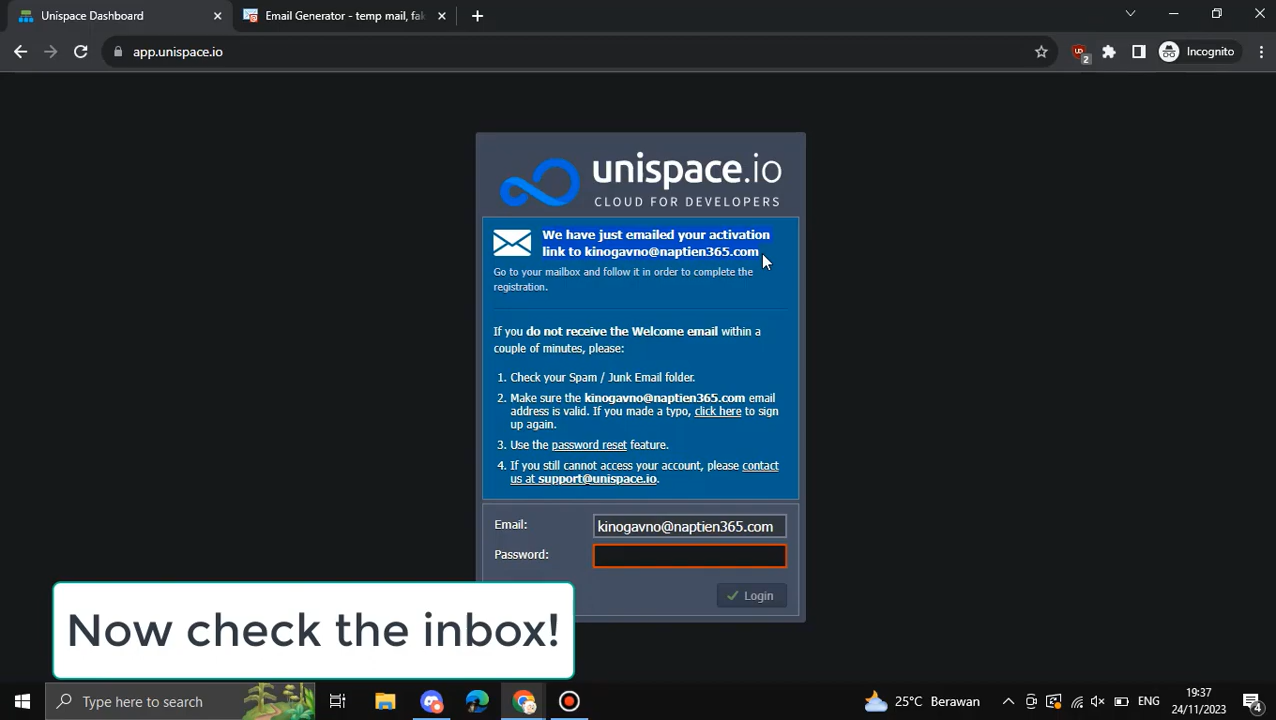 Unispace Dashboard
Email Generator - temp mail, fak
app.unispace.io
2
Incognito
unispace.io
CLOUD FOR DEVELOPERS
We have just emailed your activation
link to kinogavno@naptien365.com
Go to your mailbox and follow it in order to complete the
registration.
If you do not receive the Welcome email within a
couple of minutes, please:
1. Check your Spam / Junk Email folder.
2. Make sure the kinogavno@naptien365.com email
address is valid. If you made a typo, click here to sign
up again.
3. Use the password reset feature.
4. If you still cannot access your account, please contact
us at support@unispace.io.
Email: kinogavno@naptien365.com
Password:
Login
Now check the inbox!
Type here to search
25°C Berawan
ENG
19:37
24/11/2023
4